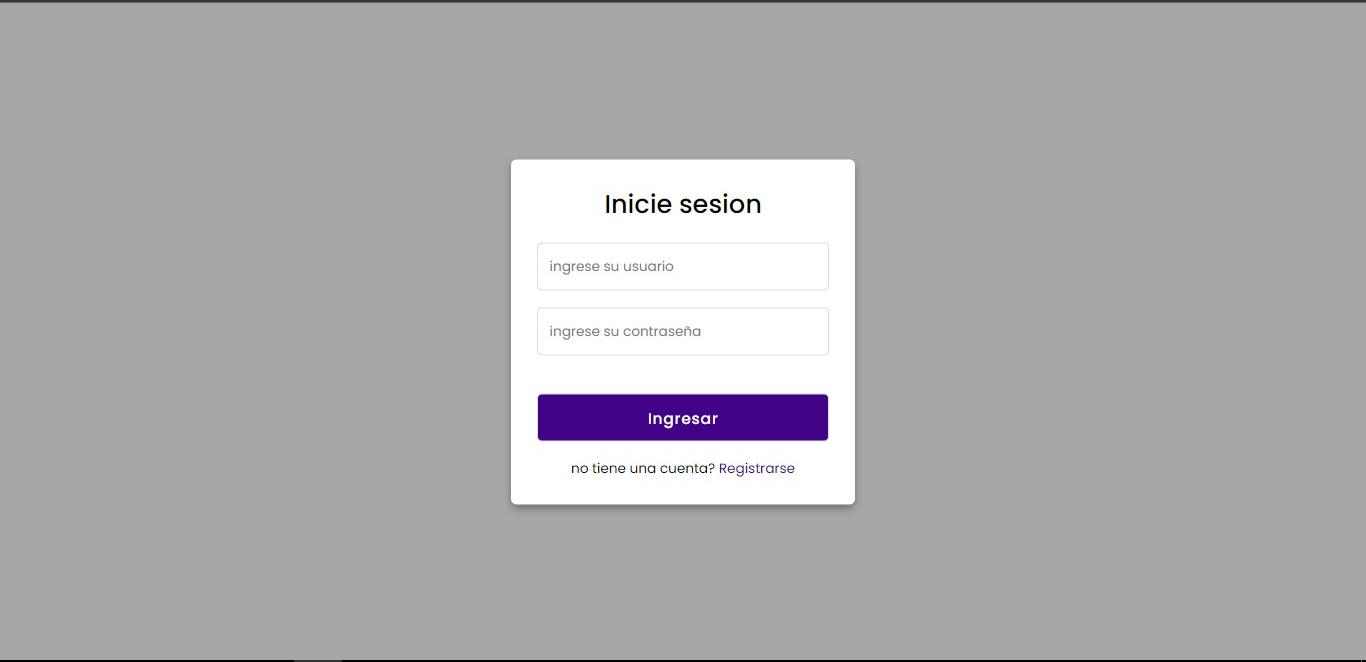 Inicie sesion
ingrese su usuario
ingrese su contraseña
Ingresar
no tiene una cuenta? Registrarse